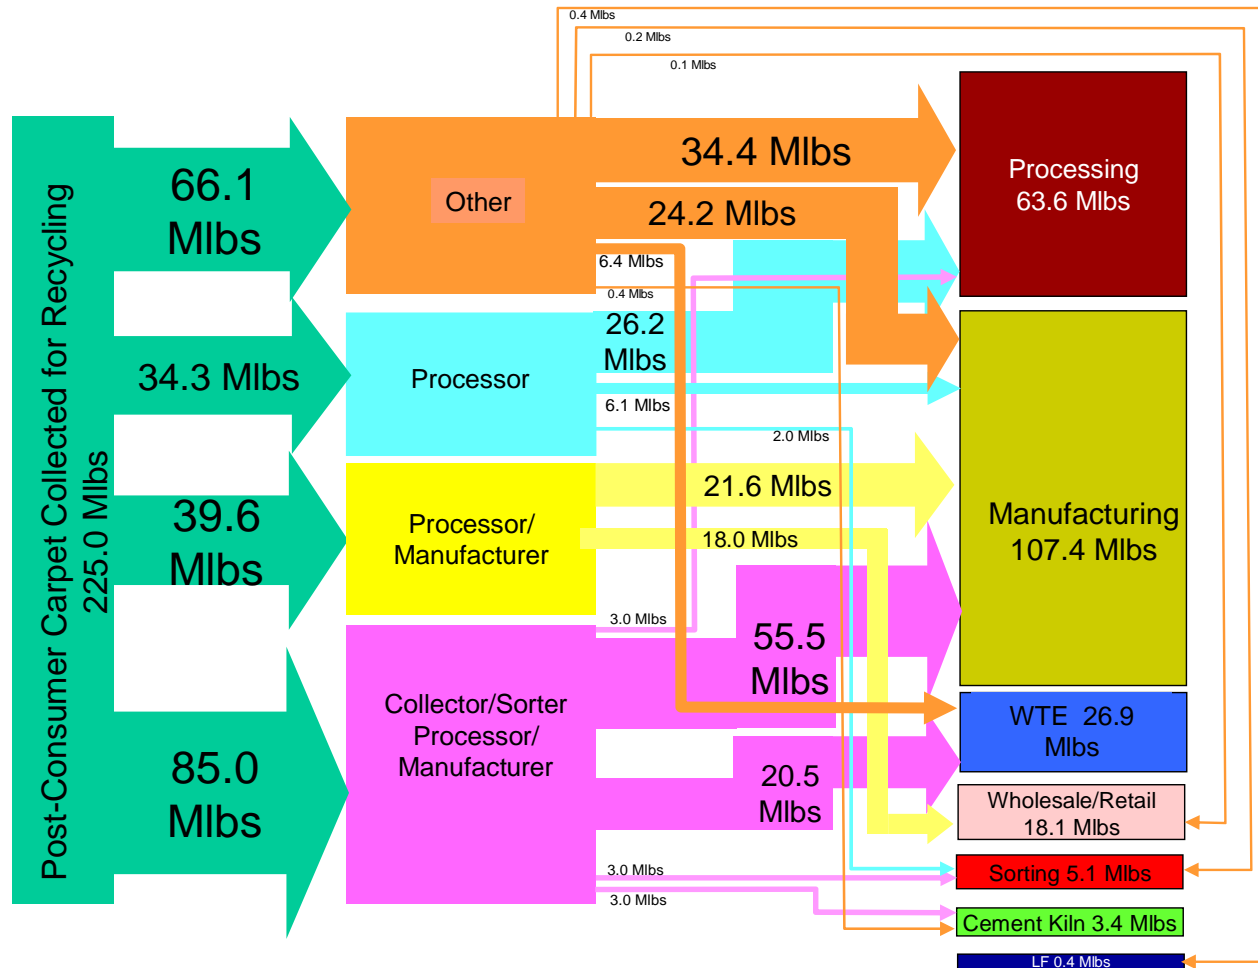 0.4 Mlbs
0.2 Mlbs
0.1 Mlbs
Post-Consumer Carpet Collected for Recycling
225.0 Mlbs
66.1
Mlbs
34.3 Mlbs
39.6
Mlbs
85.0
Mlbs
Other
Processor
Processor/
Manufacturer
Collector/Sorter
Processor/
Manufacturer
34.4 Mlbs
24.2 Mlbs
6.4 Mlbs
0.4 Mlbs
26.2
Mlbs
6.1 Mlbs
2.0 Mlbs
21.6 Mlbs
18.0 Mlbs
3.0 Mlbs
55.5
Mlbs
20.5
Mlbs
3.0 Mlbs
3.0 Mlbs
Processing
63.6 Mlbs
Manufacturing
107.4 Mlbs
WTE 26.9
Mlbs
Wholesale/Retail
18.1 Mlbs
Sorting 5.1 Mlbs
Cement Kiln 3.4 Mlbs
LF 0.4 Mlbs